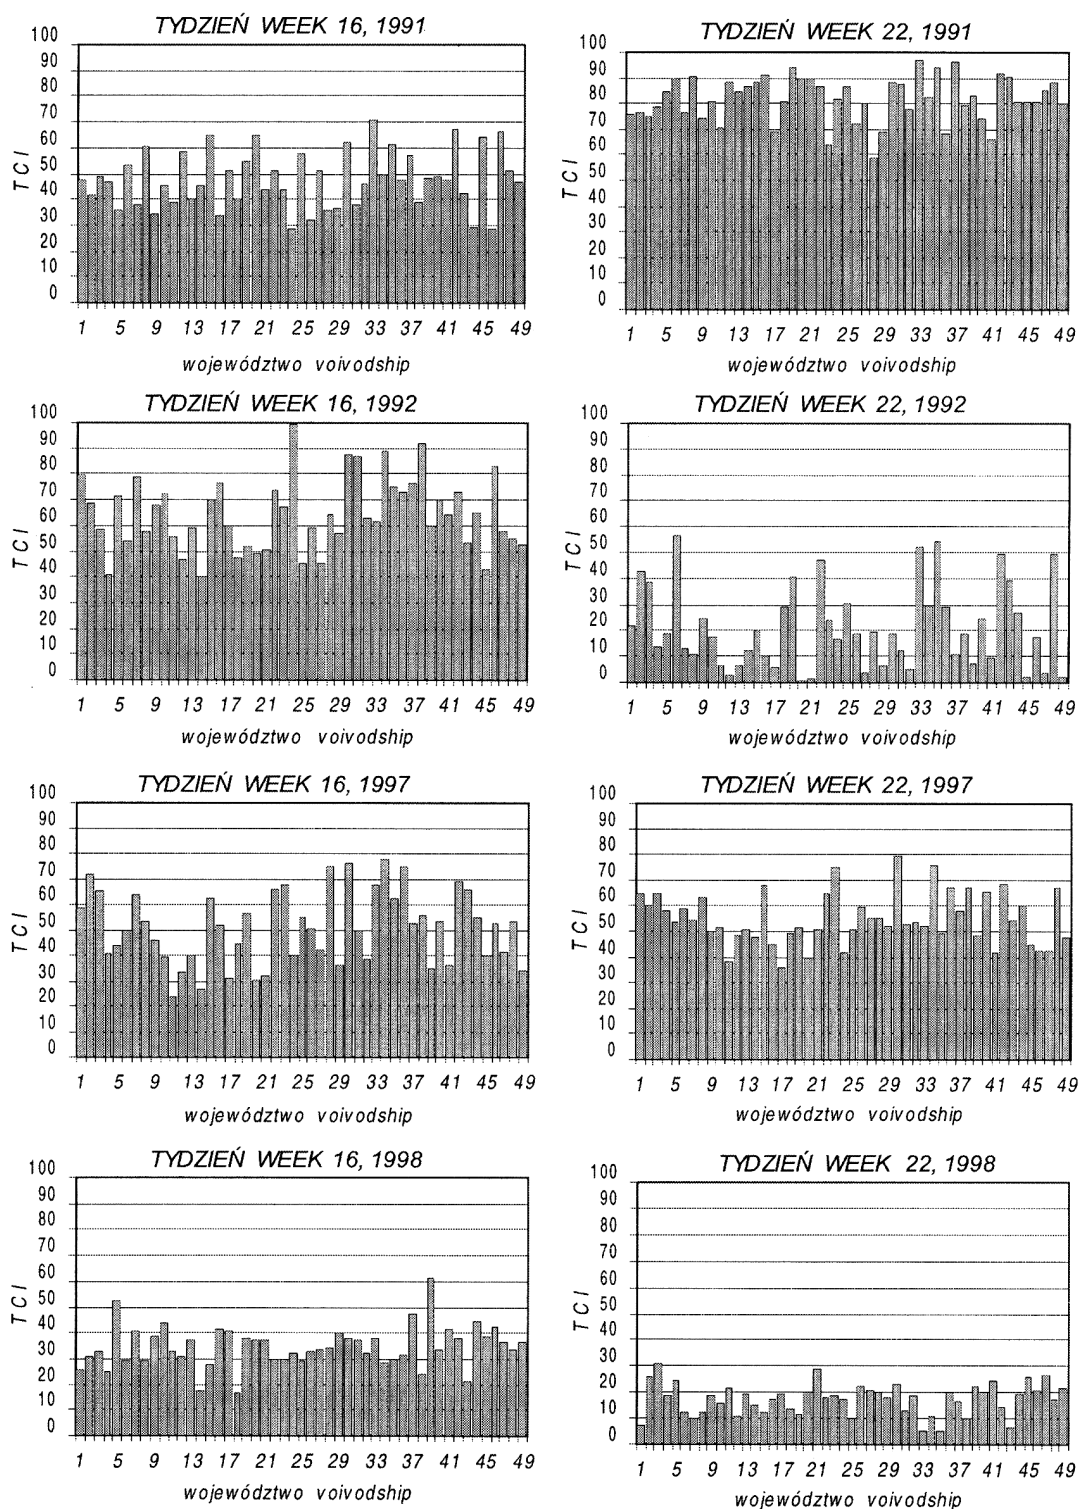 TYDZIEŃ WEEK 16, 1991
100
90
80
70
60
50
40
30
20
10
0
TCI
1 5 9 13 17 21 25 29 33 37 41 45 49
województwo voivodship
TYDZIEŃ WEEK 22, 1991
100
90
80
70
60
50
40
30
20
10
0
TCI
1 5 9 13 17 21 25 29 33 37 41 45 49
województwo voivodship
TYDZIEŃ WEEK 16, 1992
100
90
80
70
60
50
40
30
20
10
0
TCI
1 5 9 13 17 21 25 29 33 37 41 45 49
województwo voivodship
TYDZIEŃ WEEK 22, 1992
100
90
80
70
60
50
40
30
20
10
0
TCI
1 5 9 13 17 21 25 29 33 37 41 45 49
województwo voivodship
TYDZIEŃ WEEK 16, 1997
100
90
80
70
60
50
40
30
20
10
0
TCI
1 5 9 13 17 21 25 29 33 37 41 45 49
województwo voivodship
TYDZIEŃ WEEK 22, 1997
100
90
80
70
60
50
40
30
20
10
0
TCI
1 5 9 13 17 21 25 29 33 37 41 45 49
województwo voivodship
TYDZIEŃ WEEK 16, 1998
100
90
80
70
60
50
40
30
20
10
0
TCI
1 5 9 13 17 21 25 29 33 37 41 45 49
województwo voivodship
TYDZIEŃ WEEK 22, 1998
100
90
80
70
60
50
40
30
20
10
0
TCI
1 5 9 13 17 21 25 29 33 37 41 45 49
województwo voivodship